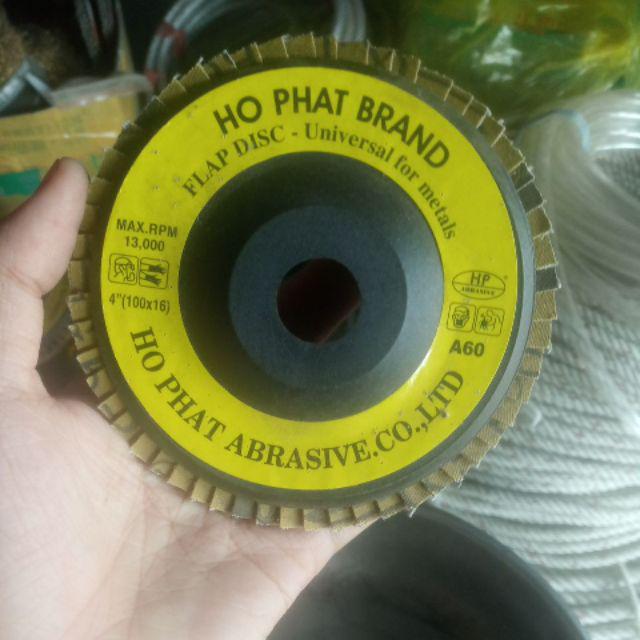 HO PHAT BRAND
FLAP DISC - Universal for metals
MAX.RPM
13,000
4"(100x16)
HP
ABRASIVE
A60
HO PHAT ABRASIVE.CO.,LTD